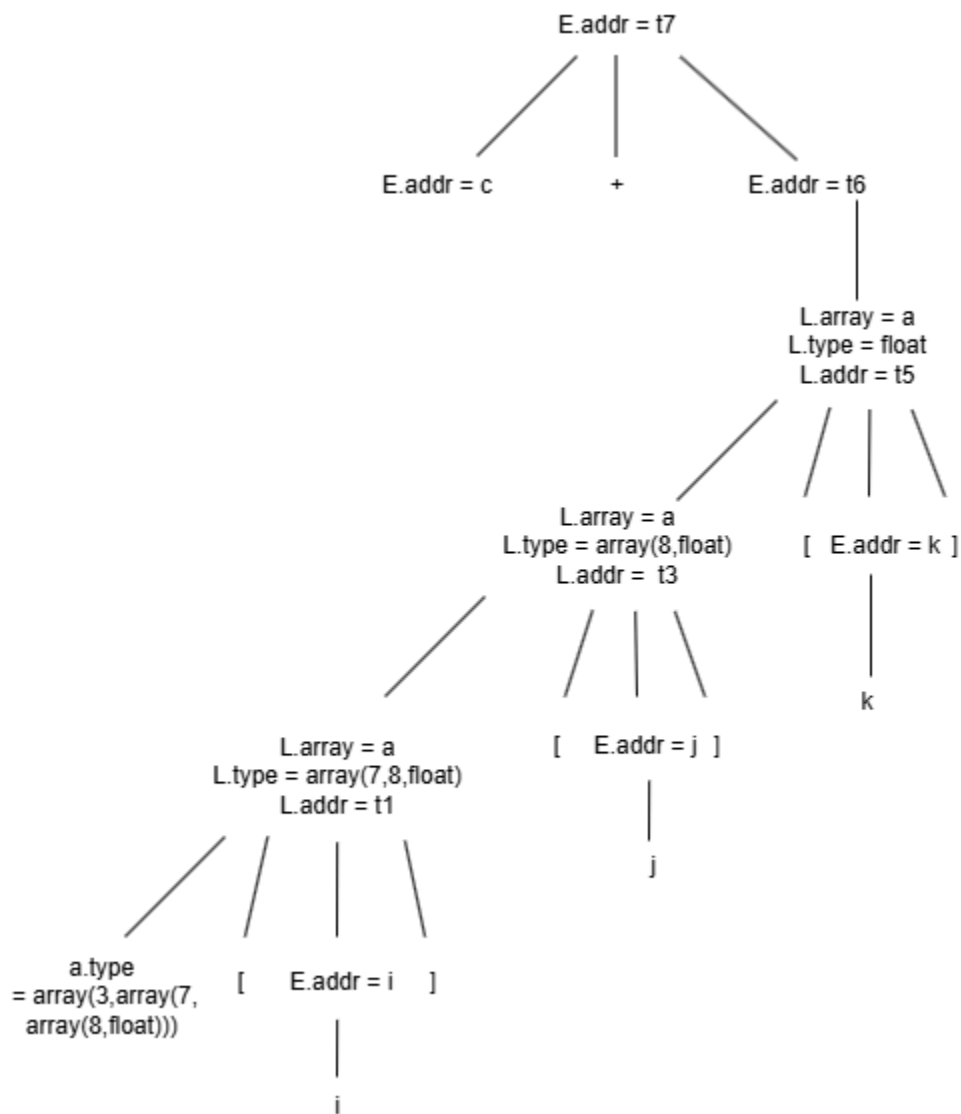 E.addr = t7
E.addr = c
+
E.addr = t6
L.array = a
L.type = float
L.addr = t5
L.array = a
L.type = array(8,float)
L.addr = t3
[ E.addr = k ]
k
L.array = a
L.type = array(7,8,float)
L.addr = t1
[ E.addr = j ]
j
a.type
= array(3,array(7,
array(8,float)))
[ E.addr = i ]
i